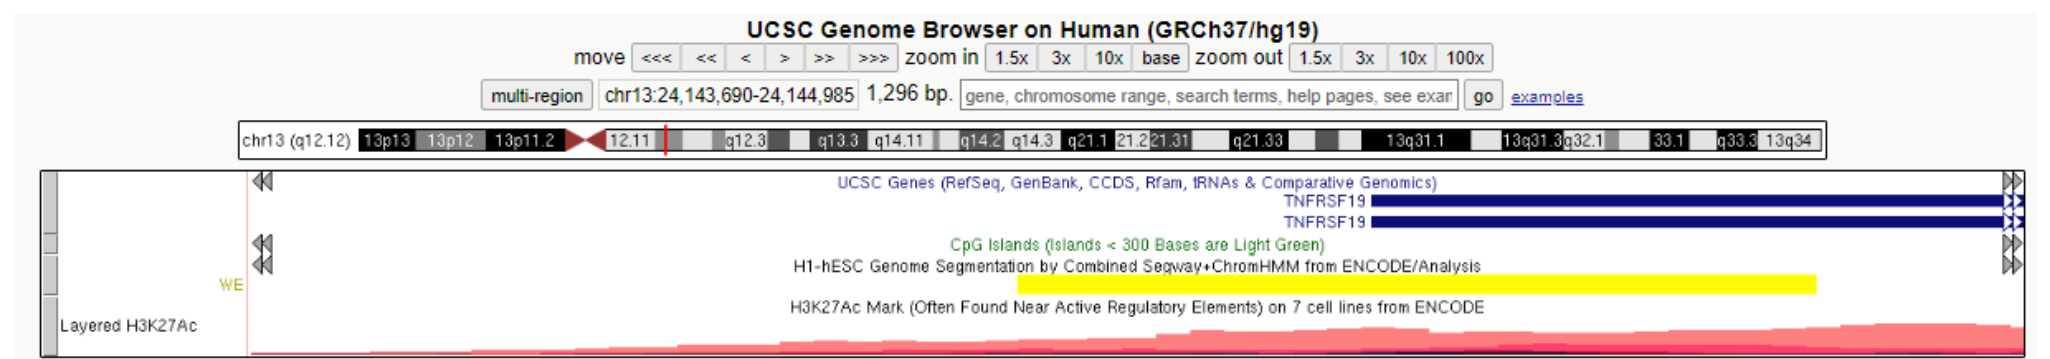 UCSC Genome Browser on Human (GRCh37/hg19)
move <<< << < > >> >>> zoom in 1.5x 3x 10x base zoom out 1.5x 3x 10x 100x
multi-region chr13:24,143,690-24,144,985 1,296 bp. gene, chromosome range, search terms, help pages, see exan go examples
chr13 (q12.12) 13p13 13p12 13p11.2 12.11 q12.3 q13.3 q14.11 q14.2 q14.3 q21.1 21.2 21.31 q21.33 13q31.1 13q31.3 q32.1 33.1 q33.3 13q34
UCSC Genes (RefSeq, GenBank, CCDS, Rfam, tRNAs & Comparative Genomics)
TNFRSF19
TNFRSF19
CpG Islands (Islands < 300 Bases are Light Green)
H1-hESC Genome Segmentation by Combined Segway+ChromHMM from ENCODE/Analysis
WE
H3K27Ac Mark (Often Found Near Active Regulatory Elements) on 7 cell lines from ENCODE
Layered H3K27Ac